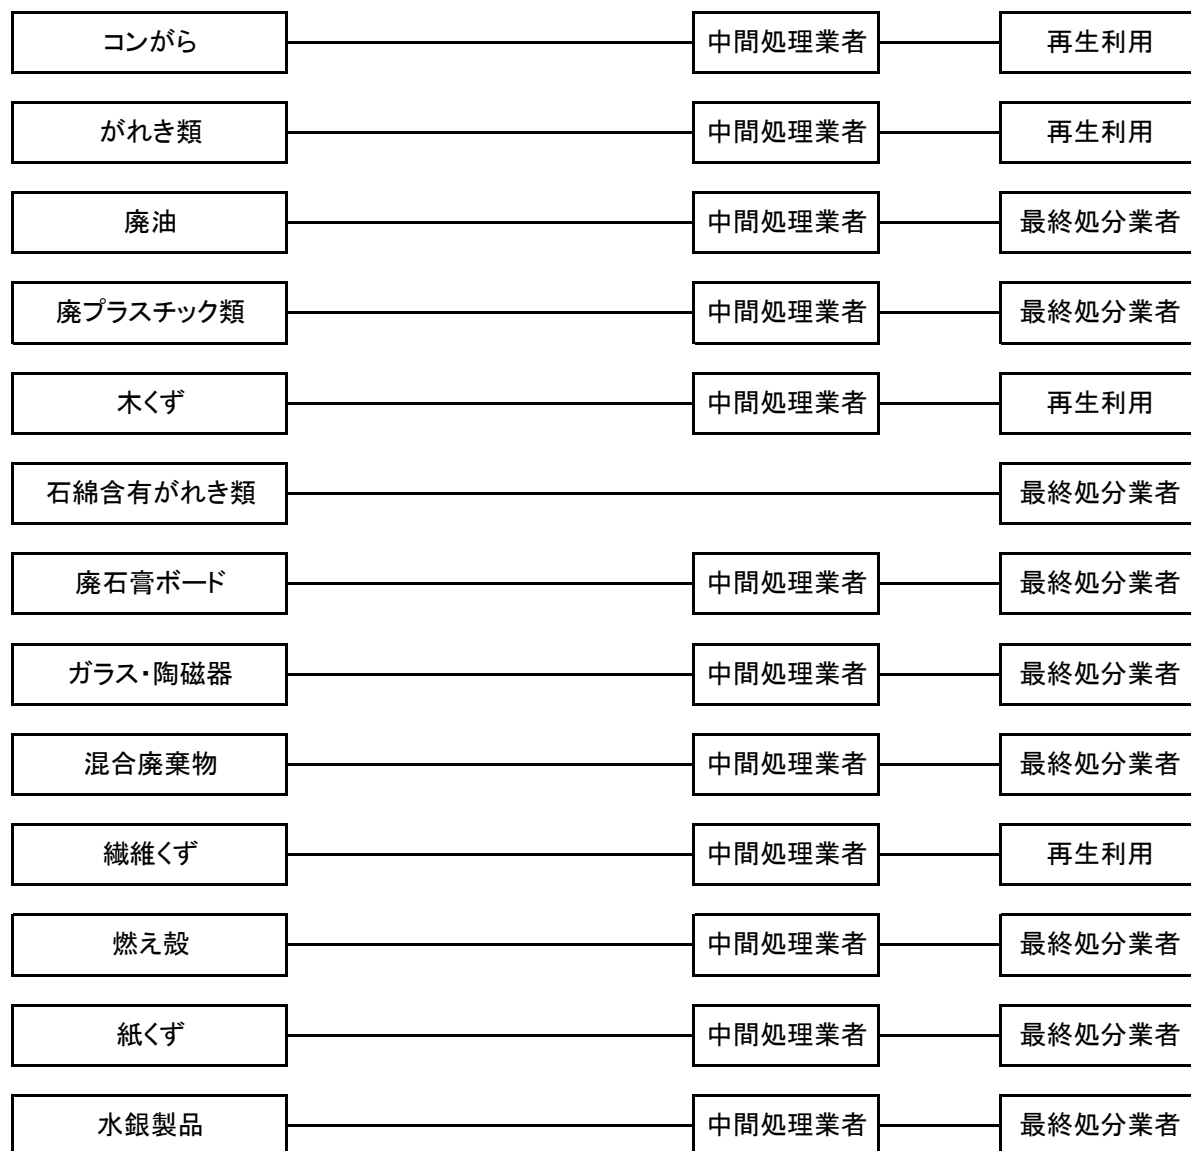 コンがら 中間処理業者 再生利用
がれき類 中間処理業者 再生利用
廃油 中間処理業者 最終処分業者
廃プラスチック類 中間処理業者 最終処分業者
木くず 中間処理業者 再生利用
石綿含有がれき類 最終処分業者
廃石膏ボード 中間処理業者 最終処分業者
ガラス・陶磁器 中間処理業者 最終処分業者
混合廃棄物 中間処理業者 最終処分業者
繊維くず 中間処理業者 再生利用
燃え殻 中間処理業者 最終処分業者
紙くず 中間処理業者 最終処分業者
水銀製品 中間処理業者 最終処分業者